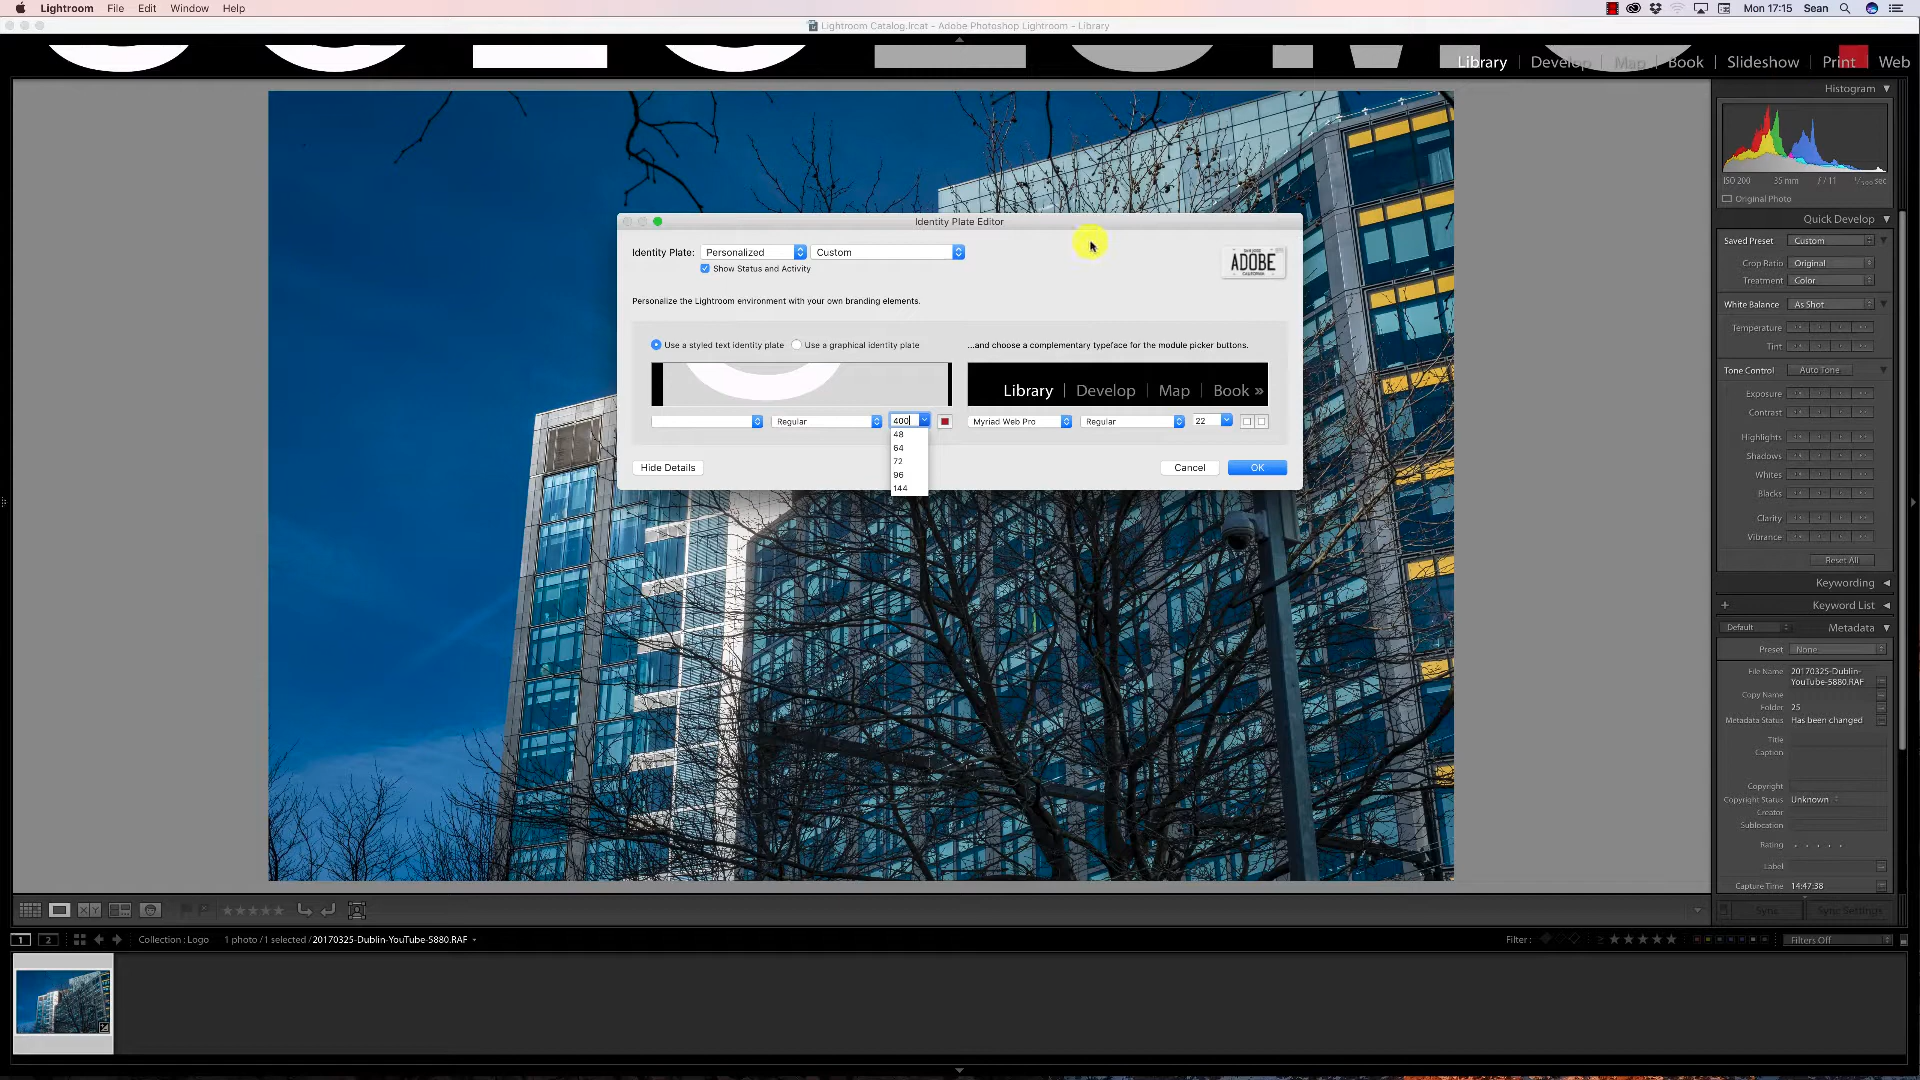 Lightroom File Edit Window Help
Mon 17:15 Sean
Lightroom Catalog.lrcat - Adobe Photoshop Lightroom - Library
Library Develop Map Book Slideshow Print Web
Histogram
ISO 200 35 mm f / 11
Original Photo
Quick Develop
Saved Preset Custom
Crop Ratio Original
Treatment Color
White Balance As Shot
Temperature
Tint
Tone Control Auto Tone
Exposure
Contrast
Highlights
Shadows
Whites
Blacks
Clarity
Vibrance
Reset All
Keywording
Keyword List
Default Metadata
Preset None
File Name 20170325-Dublin-
YouTube-5880.RAF
Copy Name
Folder 25
Metadata Status Has been changed
Title
Caption
Copyright
Copyright Status Unknown
Creator
Sublocation
Rating
Label
Capture Time 14:47:38
Sync Sync Settings
Identity Plate Editor
Identity Plate: Personalized Custom
Show Status and Activity
ADOBE
Personalize the Lightroom environment with your own branding elements.
Use a styled text identity plate Use a graphical identity plate
...and choose a complementary typeface for the module picker buttons.
Library Develop Map Book »
Regular 400 Myriad Web Pro Regular 22
48
64
72
96
144
Hide Details Cancel OK
1 2 Collection : Logo 1 photo / 1 selected / 20170325-Dublin-YouTube-5880.RAF
Filter : Filters Off